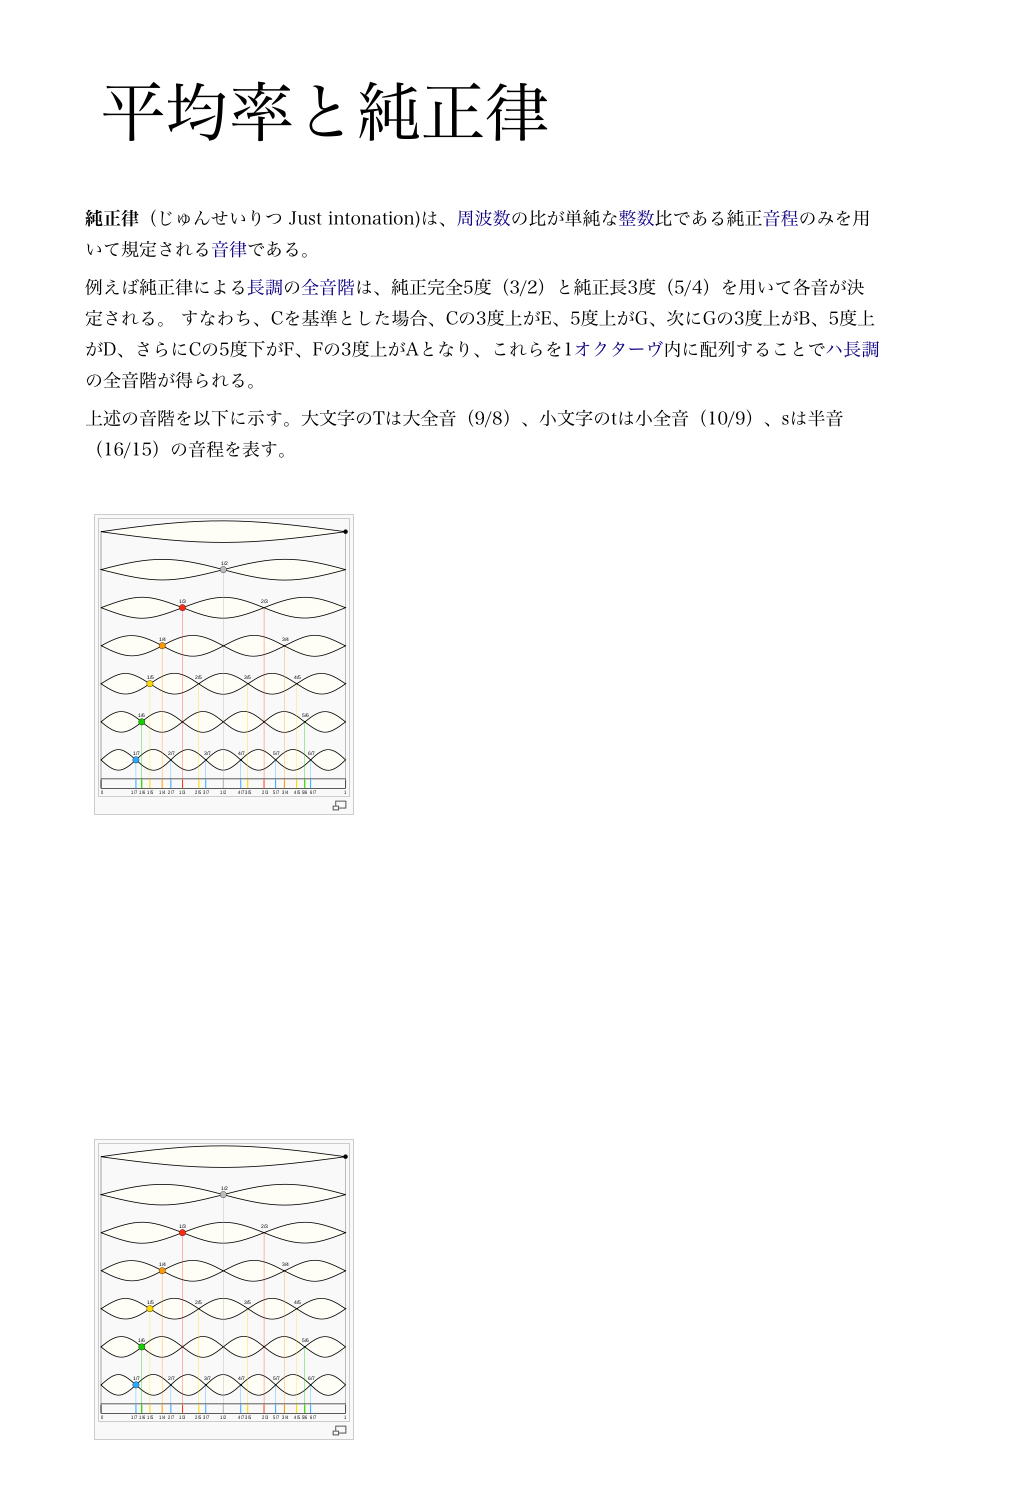 平均率と純正律
純正律（じゅんせいりつ Just intonation)は、周波数の比が単純な整数比である純正音程のみを用
いて規定される音律である。
例えば純正律による長調の全音階は、純正完全5度（3/2）と純正長3度（5/4）を用いて各音が決
定される。 すなわち、Cを基準とした場合、Cの3度上がE、5度上がG、次にGの3度上がB、5度上
がD、さらにCの5度下がF、Fの3度上がAとなり、これらを1オクターヴ内に配列することでハ長調
の全音階が得られる。
上述の音階を以下に示す。大文字のTは大全音（9/8）、小文字のtは小全音（10/9）、sは半音
（16/15）の音程を表す。
1/2
1/3 2/3
1/4 3/4
1/5 2/5 3/5 4/5
1/6 5/6
1/7 2/7 3/7 4/7 5/7 6/7
0 1/7 1/6 1/5 1/4 2/7 1/3 2/5 3/7 1/2 4/7 3/5 2/3 5/7 3/4 4/5 5/6 6/7 1
1/2
1/3 2/3
1/4 3/4
1/5 2/5 3/5 4/5
1/6 5/6
1/7 2/7 3/7 4/7 5/7 6/7
0 1/7 1/6 1/5 1/4 2/7 1/3 2/5 3/7 1/2 4/7 3/5 2/3 5/7 3/4 4/5 5/6 6/7 1